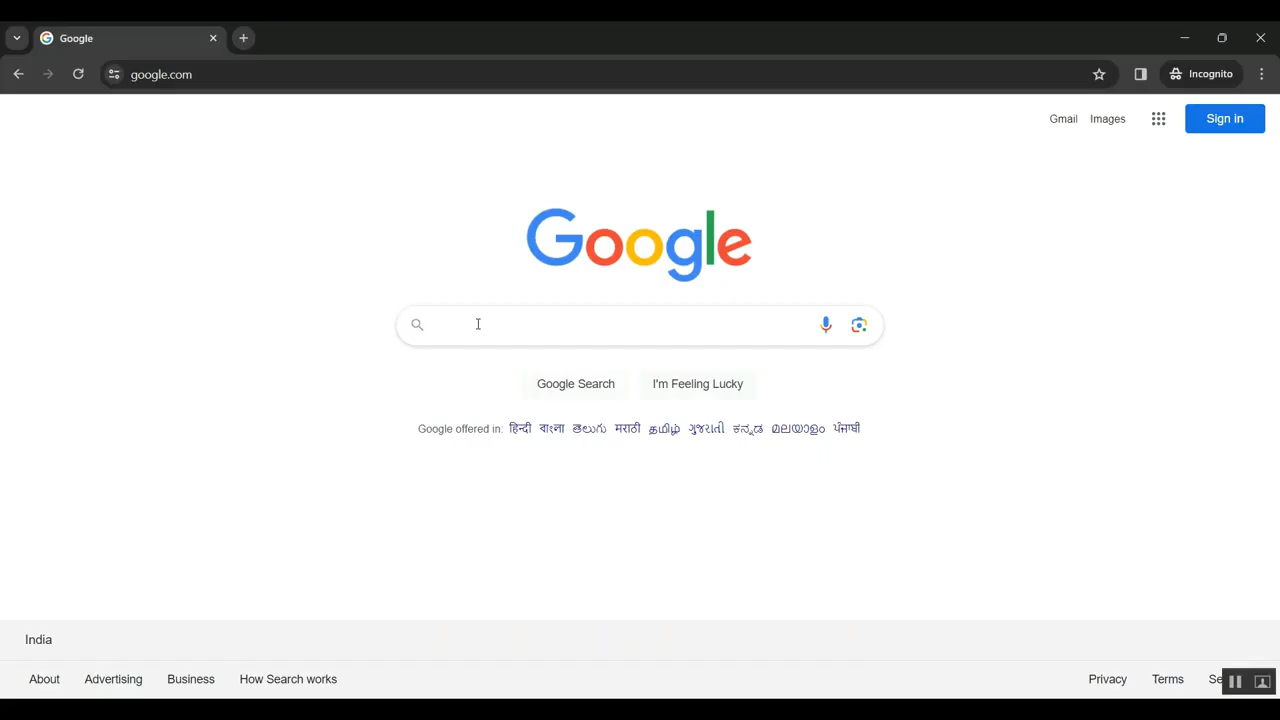 Google
google.com
Incognito
Gmail Images Sign in
Google
Google Search I'm Feeling Lucky
Google offered in: हिन्दी বাংলা తెలుగు मराठी தமிழ் ગુજરાતી ಕನ್ನಡ മലയാളം ਪੰਜਾਬੀ
India
About Advertising Business How Search works Privacy Terms Se